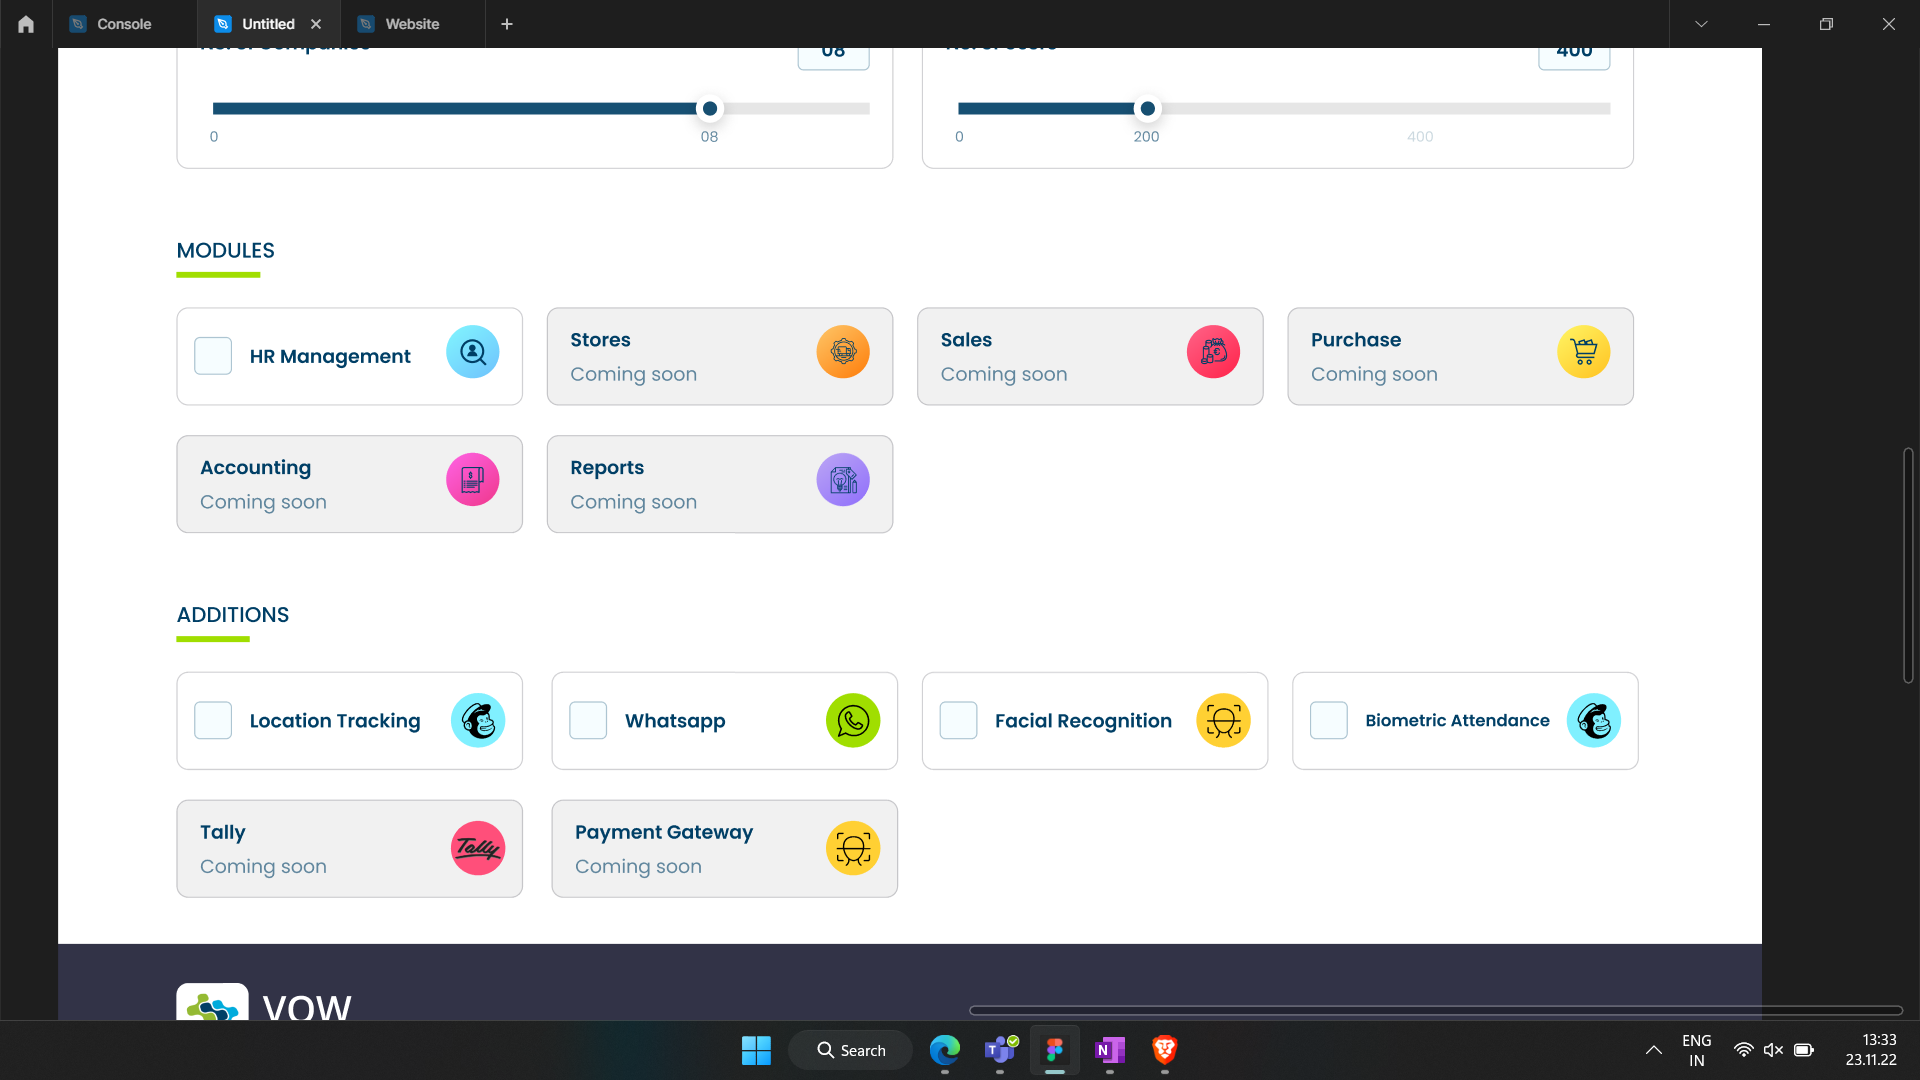 Console
Untitled
Website
08
400
0
08
0
200
400
MODULES
HR Management
Stores
Coming soon
Sales
Coming soon
Purchase
Coming soon
Accounting
Coming soon
Reports
Coming soon
ADDITIONS
Location Tracking
Whatsapp
Facial Recognition
Biometric Attendance
Tally
Coming soon
Tally
Payment Gateway
Coming soon
VOW
Search
ENG
IN
13:33
23.11.22